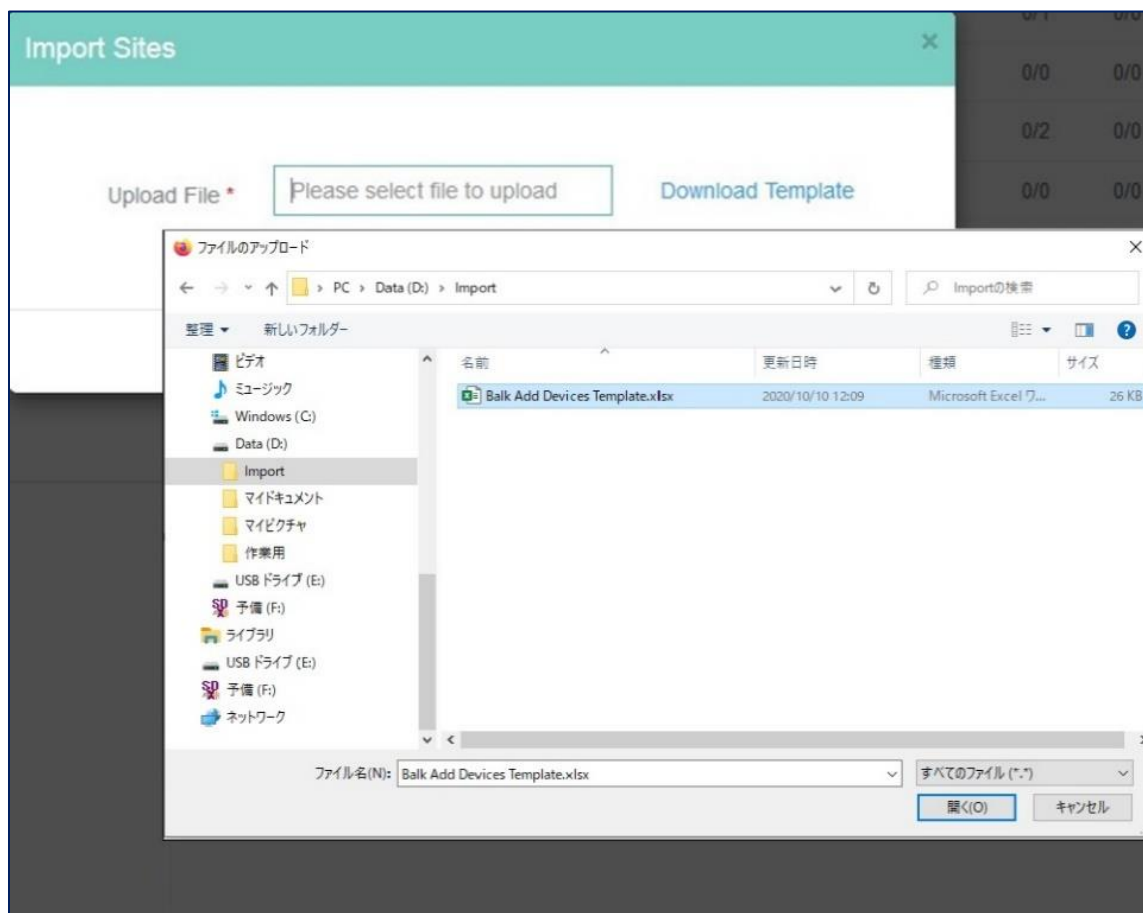 0/1 0/0
Import Sites ×
0/0 0/0
0/2 0/0
Upload File * Please select file to upload Download Template 0/0 0/0
ファイルのアップロード
PC > Data (D:) > Import Importの検索
整理 新しいフォルダー
ビデオ 名前 更新日時 種類 サイズ
ミュージック Balk Add Devices Template.xlsx 2020/10/10 12:09 Microsoft Excel ワ... 26 KB
Windows (C:)
Data (D:)
Import
マイドキュメント
マイピクチャ
作業用
USB ドライブ (E:)
予備 (F:)
ライブラリ
USB ドライブ (E:)
予備 (F:)
ネットワーク
ファイル名(N): Balk Add Devices Template.xlsx すべてのファイル (*.*)
開く(O) キャンセル